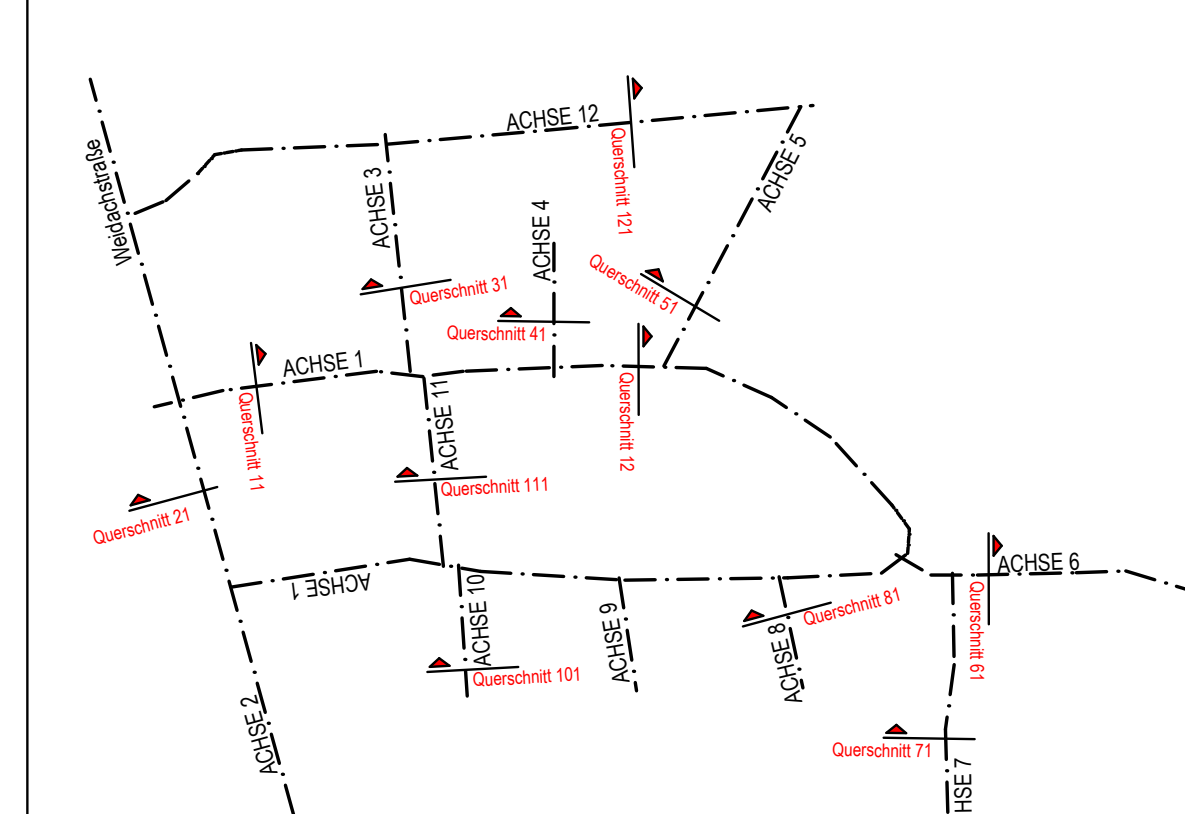 ACHSE 12
Querschnitt 121
ACHSE 5
Weidachstraße
ACHSE 3
ACHSE 4
Querschnitt 51
Querschnitt 31
Querschnitt 41
ACHSE 1
Querschnitt 11
ACHSE 11
Querschnitt 12
Querschnitt 111
Querschnitt 21
ACHSE 1
ACHSE 10
Querschnitt 101
ACHSE 9
ACHSE 8
Querschnitt 81
ACHSE 6
Querschnitt 61
ACHSE 2
Querschnitt 71
HSE 7